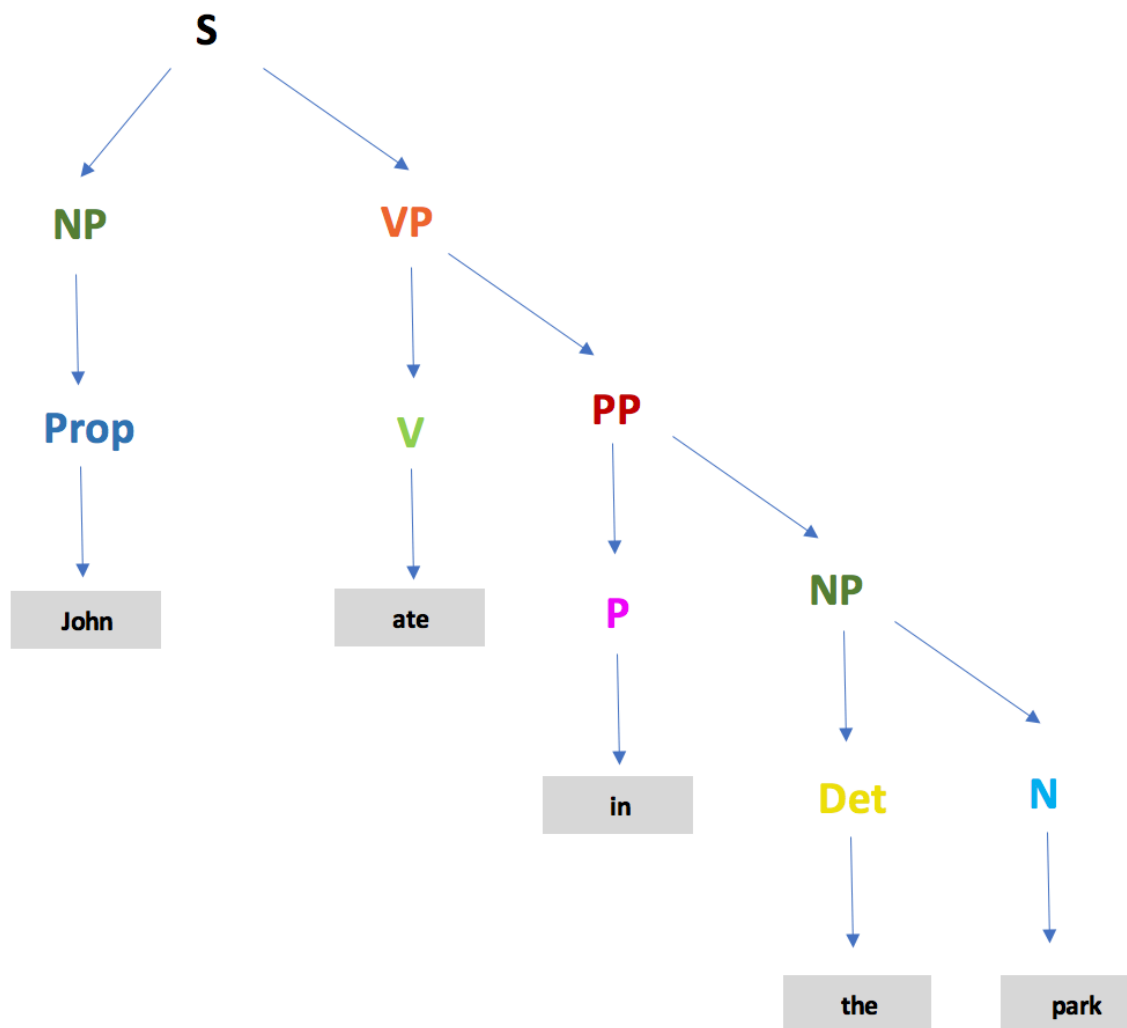 S
NP VP
Prop V PP
John ate P NP
in Det N
the park